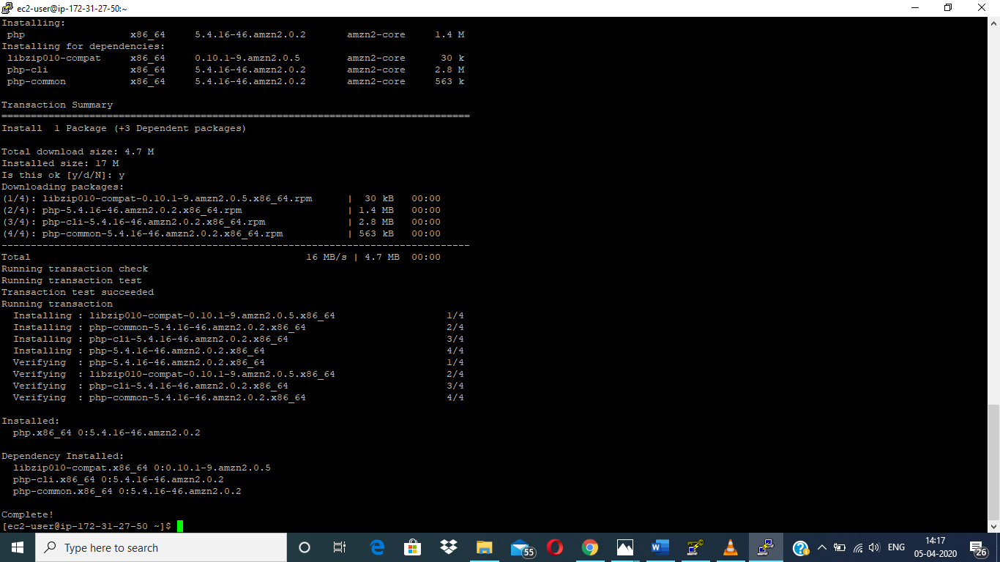 ec2-user@ip-172-31-27-50:~
Installing:
php x86_64 5.4.16-46.amzn2.0.2 amzn2-core 1.4 M
Installing for dependencies:
libzip010-compat x86_64 0.10.1-9.amzn2.0.5 amzn2-core 30 k
php-cli x86_64 5.4.16-46.amzn2.0.2 amzn2-core 2.8 M
php-common x86_64 5.4.16-46.amzn2.0.2 amzn2-core 563 k
Transaction Summary
================================================================================
Install 1 Package (+3 Dependent packages)
Total download size: 4.7 M
Installed size: 17 M
Is this ok [y/d/N]: y
Downloading packages:
(1/4): libzip010-compat-0.10.1-9.amzn2.0.5.x86_64.rpm | 30 kB 00:00
(2/4): php-5.4.16-46.amzn2.0.2.x86_64.rpm | 1.4 MB 00:00
(3/4): php-cli-5.4.16-46.amzn2.0.2.x86_64.rpm | 2.8 MB 00:00
(4/4): php-common-5.4.16-46.amzn2.0.2.x86_64.rpm | 563 kB 00:00
--------------------------------------------------------------------------------
Total 16 MB/s | 4.7 MB 00:00
Running transaction check
Running transaction test
Transaction test succeeded
Running transaction
Installing : libzip010-compat-0.10.1-9.amzn2.0.5.x86_64 1/4
Installing : php-common-5.4.16-46.amzn2.0.2.x86_64 2/4
Installing : php-cli-5.4.16-46.amzn2.0.2.x86_64 3/4
Installing : php-5.4.16-46.amzn2.0.2.x86_64 4/4
Verifying : php-5.4.16-46.amzn2.0.2.x86_64 1/4
Verifying : libzip010-compat-0.10.1-9.amzn2.0.5.x86_64 2/4
Verifying : php-cli-5.4.16-46.amzn2.0.2.x86_64 3/4
Verifying : php-common-5.4.16-46.amzn2.0.2.x86_64 4/4
Installed:
php.x86_64 0:5.4.16-46.amzn2.0.2
Dependency Installed:
libzip010-compat.x86_64 0:0.10.1-9.amzn2.0.5
php-cli.x86_64 0:5.4.16-46.amzn2.0.2
php-common.x86_64 0:5.4.16-46.amzn2.0.2
Complete!
[ec2-user@ip-172-31-27-50 ~]$
Type here to search
55
ENG
14:17
05-04-2020
26